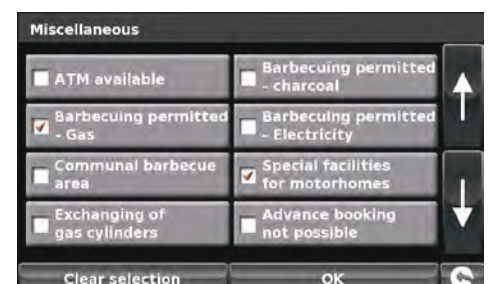 Miscellaneous
ATM available
Barbecuing permitted
- charcoal
Barbecuing permitted
- Gas
Barbecuing permitted
- Electricity
Communal barbecue
area
Special facilities
for motorhomes
Exchanging of
gas cylinders
Advance booking
not possible
Clear selection
OK